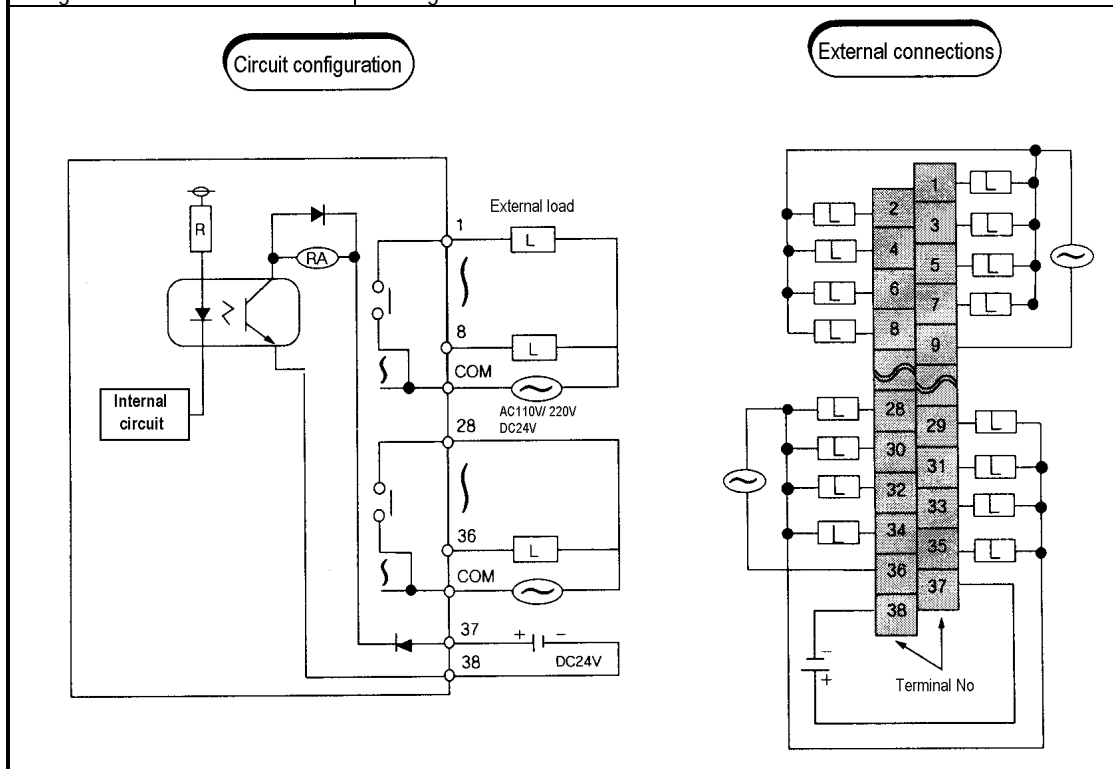 Circuit configuration
External connections
R
RA
Internal
circuit
External load
1
L
8
L
COM
AC110V/ 220V
DC24V
28
36
L
COM
37
+ −
38
DC24V
1
L
2
L
3
L
4
L
5
L
6
L
7
L
8
L
9
28
L
29
L
30
L
31
L
32
L
33
L
34
L
35
L
36
37
38
−
+
Terminal No